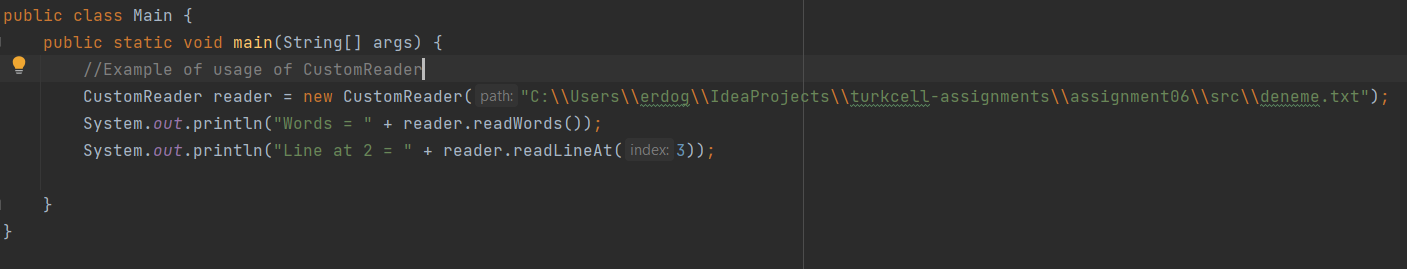 public class Main {
public static void main(String[] args) {
//Example of usage of CustomReader
CustomReader reader = new CustomReader( path: "C:\\Users\\erdog\\IdeaProjects\\turkcell-assignments\\assignment06\\src\\deneme.txt");
System.out.println("Words = " + reader.readWords());
System.out.println("Line at 2 = " + reader.readLineAt( index: 3));
}
}